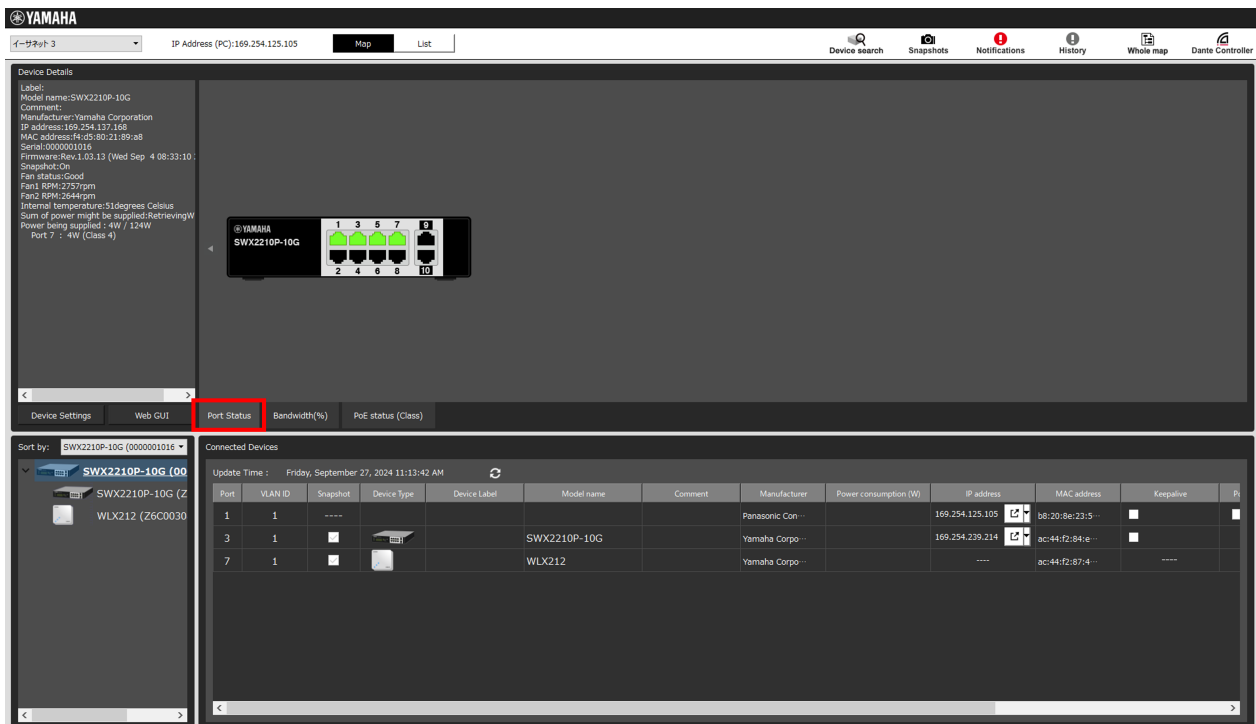 YAMAHA
イーサネット 3
IP Address (PC):169.254.125.105
Map
List
Device search
Snapshots
Notifications
History
Whole map
Dante Controller
Device Details
Label:
Model name:SWX2210P-10G
Comment:
Manufacturer:Yamaha Corporation
IP address:169.254.137.168
MAC address:f4:d5:80:21:89:a8
Serial:0000001016
Firmware:Rev.1.03.13 (Wed Sep 4 08:33:10
Snapshot:On
Fan status:Good
Fan1 RPM:2757rpm
Fan2 RPM:2644rpm
Internal temperature:51degrees Celsius
Sum of power might be supplied:RetrievingW
Power being supplied : 4W / 124W
Port 7 : 4W (Class 4)
YAMAHA
SWX2210P-10G
1 3 5 7 9
2 4 6 8 10
Device Settings
Web GUI
Port Status
Bandwidth(%)
PoE status (Class)
Sort by:
SWX2210P-10G (0000001016
SWX2210P-10G (00
SWX2210P-10G (Z
WLX212 (Z6C0030
Connected Devices
Update Time : Friday, September 27, 2024 11:13:42 AM
Port VLAN ID Snapshot Device Type Device Label Model name Comment Manufacturer Power consumption (W) IP address MAC address Keepalive
1 1 ---- Panasonic Con… 169.254.125.105 b8:20:8e:23:5…
3 1 SWX2210P-10G Yamaha Corpo… 169.254.239.214 ac:44:f2:84:e…
7 1 WLX212 Yamaha Corpo… ---- ac:44:f2:87:4… ----